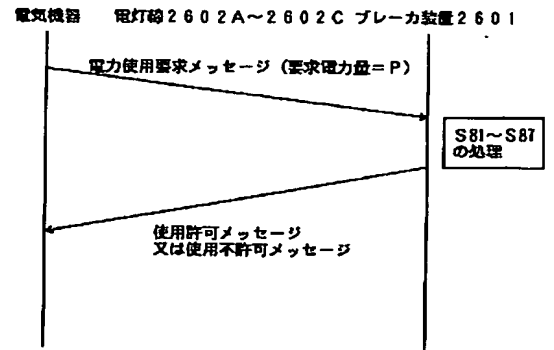 電気機器 電灯線2602A～2602C ブレーカ装置2601
電力使用要求メッセージ（要求電力量＝P）
S81～S87
の処理
使用許可メッセージ
又は使用不許可メッセージ